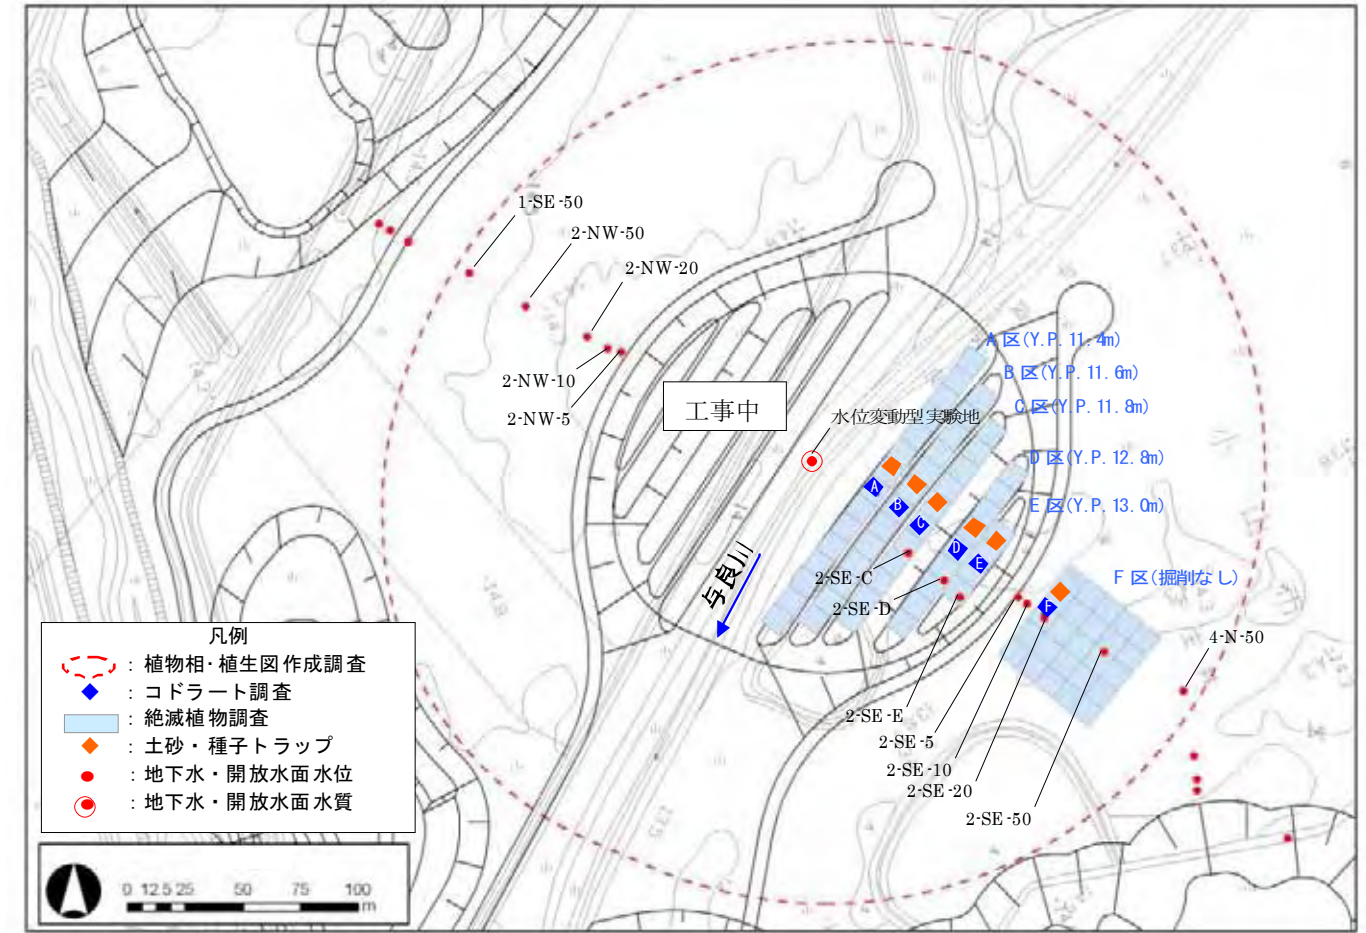 1-SE-50
2-NW-50
2-NW-20
2-NW-10
2-NW-5
工事中
水位変動型実験地
A区(Y.P.11.4m)
B区(Y.P.11.6m)
C区(Y.P.11.8m)
D区(Y.P.12.8m)
E区(Y.P.13.0m)
F区(掘削なし)
A
B
C
D
E
F
与良川
2-SE-C
2-SE-D
2-SE-E
2-SE-5
2-SE-10
2-SE-20
2-SE-50
4-N-50
凡例
：植物相・植生図作成調査
：コドラート調査
：絶滅植物調査
：土砂・種子トラップ
：地下水・開放水面水位
：地下水・開放水面水質
0 12.5 25 50 75 100
m